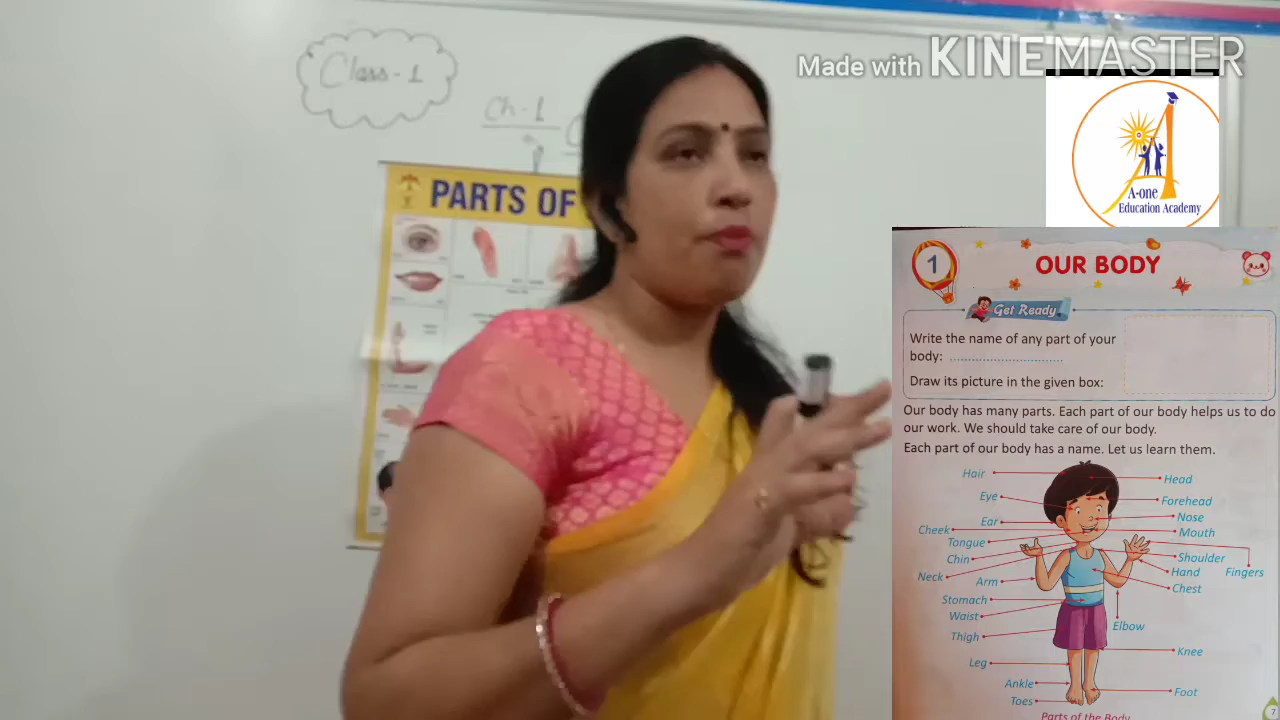 Class-1
Ch-1
PARTS OF
Made with KINEMASTER
A-one
Education Academy
1
OUR BODY
Get Ready
Write the name of any part of your
body: ..............................
Draw its picture in the given box:
Our body has many parts. Each part of our body helps us to do
our work. We should take care of our body.
Each part of our body has a name. Let us learn them.
Hair
Head
Eye
Forehead
Ear
Nose
Cheek
Mouth
Tongue
Chin
Shoulder
Neck
Hand
Fingers
Arm
Chest
Stomach
Waist
Elbow
Thigh
Knee
Leg
Ankle
Foot
Toes
Parts of the Body
7